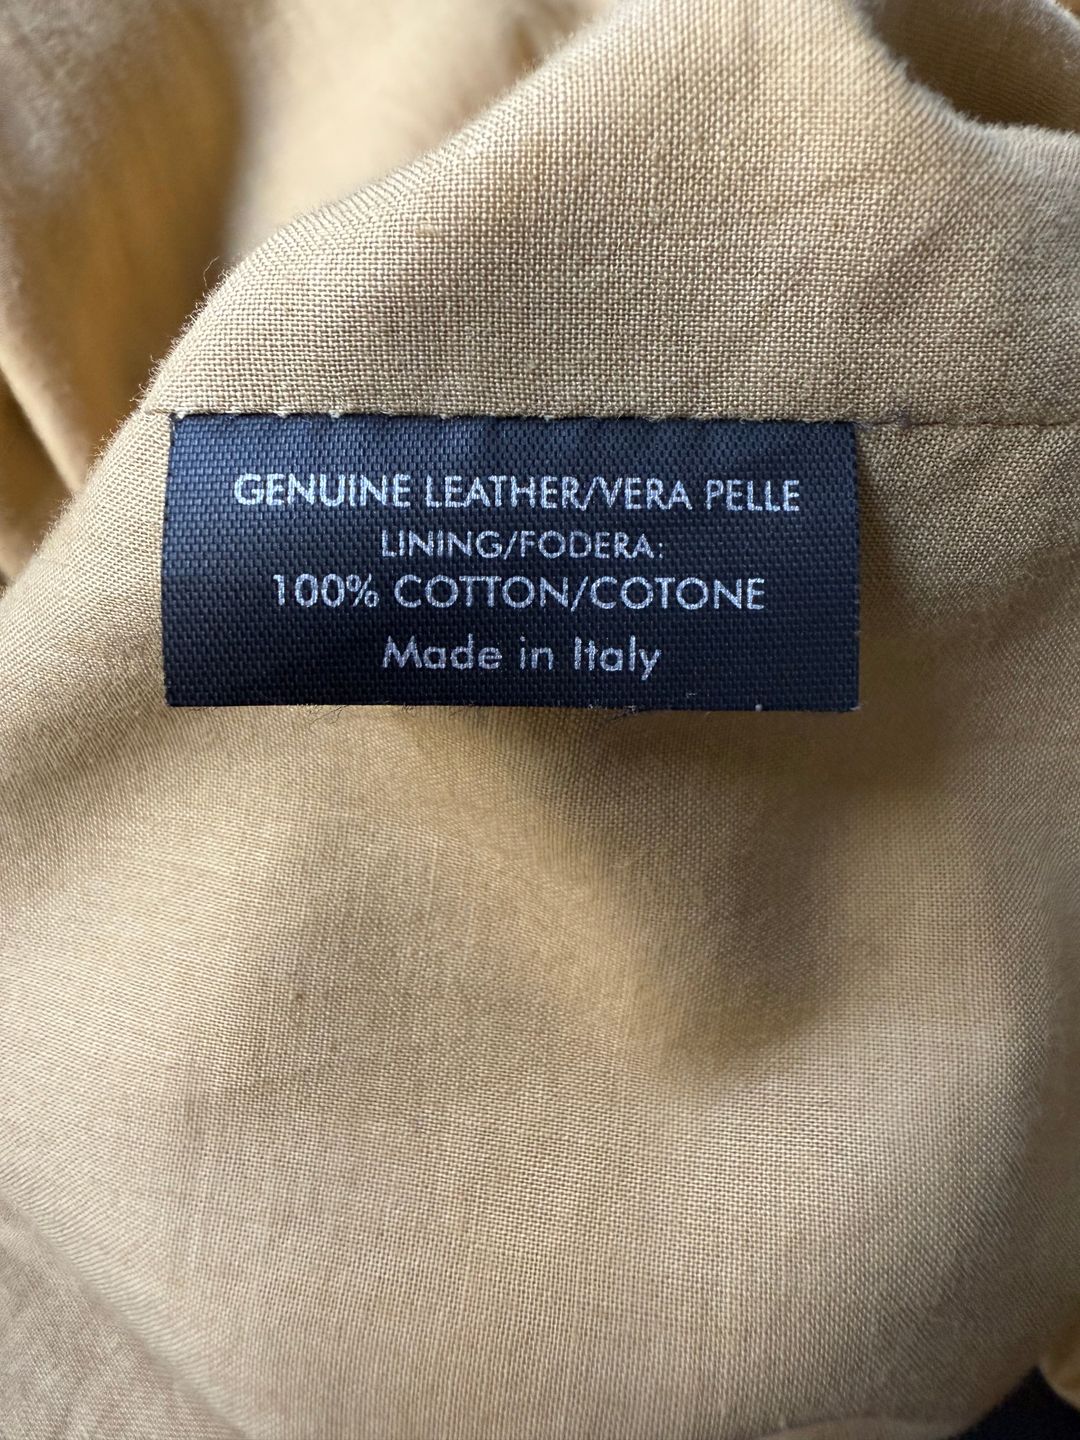 GENUINE LEATHER/VERA PELLE
LINING/FODERA:
100% COTTON/COTONE
Made in Italy